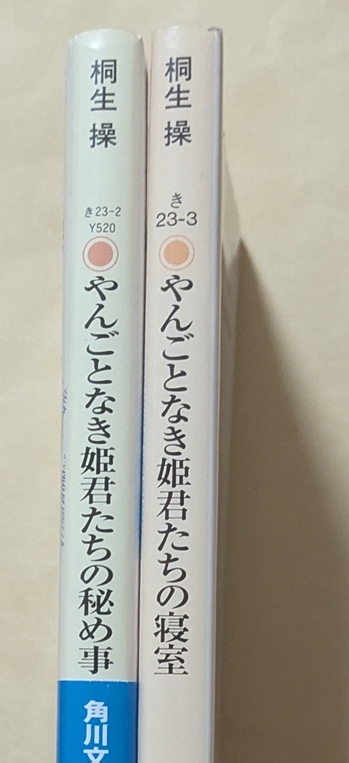 桐生 操
き23-2
Y520
やんごとなき姫君たちの秘め事
角川文
桐生 操
き
23-3
やんごとなき姫君たちの寝室